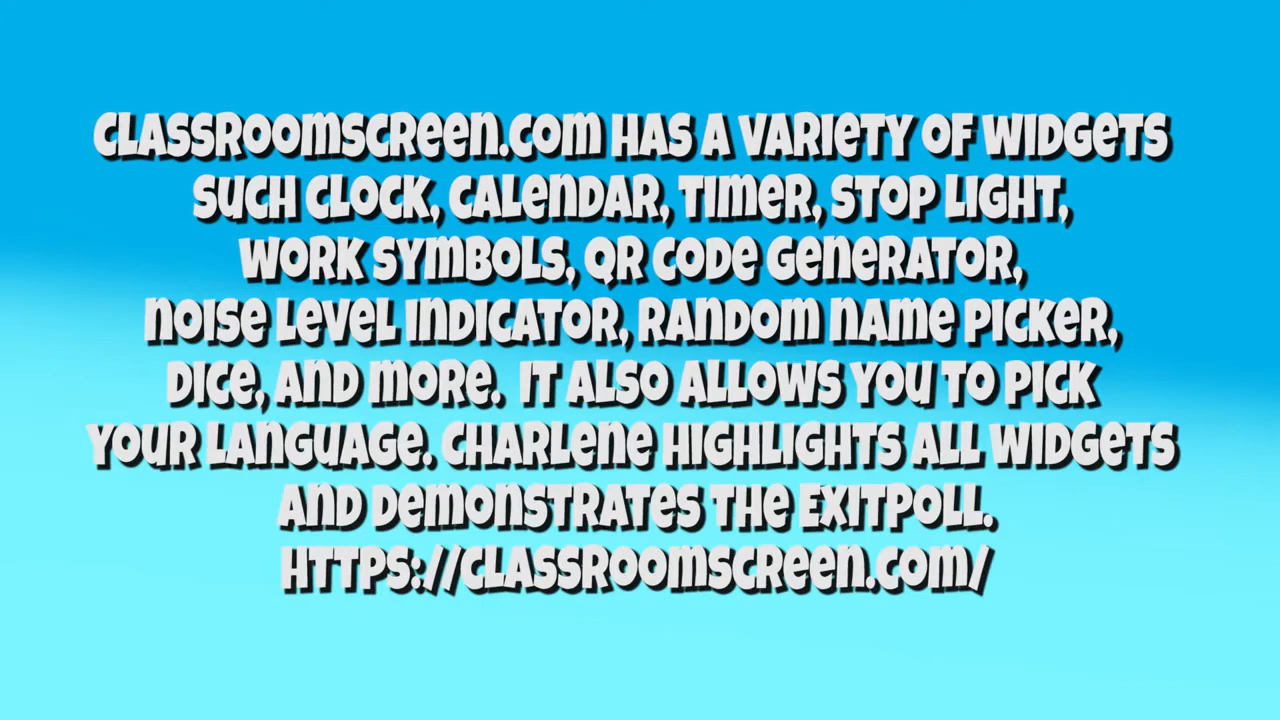 Classroomscreen.com has a variety of widgets
such clock, calendar, timer, stop light,
work symbols, QR code generator,
noise level indicator, random name picker,
dice, and more.  It also allows you to pick
your language. Charlene highlights all widgets
and demonstrates the ExitPoll.
https://classroomscreen.com/